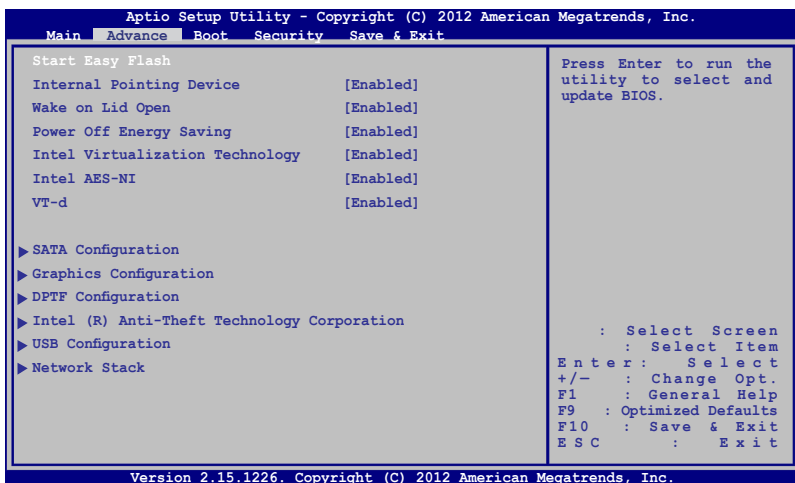 Aptio Setup Utility - Copyright (C) 2012 American Megatrends, Inc.
Main Advance Boot Security Save & Exit
Start Easy Flash
Internal Pointing Device [Enabled]
Wake on Lid Open [Enabled]
Power Off Energy Saving [Enabled]
Intel Virtualization Technology [Enabled]
Intel AES-NI [Enabled]
VT-d [Enabled]
SATA Configuration
Graphics Configuration
DPTF Configuration
Intel (R) Anti-Theft Technology Corporation
USB Configuration
Network Stack
Press Enter to run the
utility to select and
update BIOS.
: Select Screen
: Select Item
Enter: Select
+/— : Change Opt.
F1 : General Help
F9 : Optimized Defaults
F10 : Save & Exit
ESC : Exit
Version 2.15.1226. Copyright (C) 2012 American Megatrends, Inc.